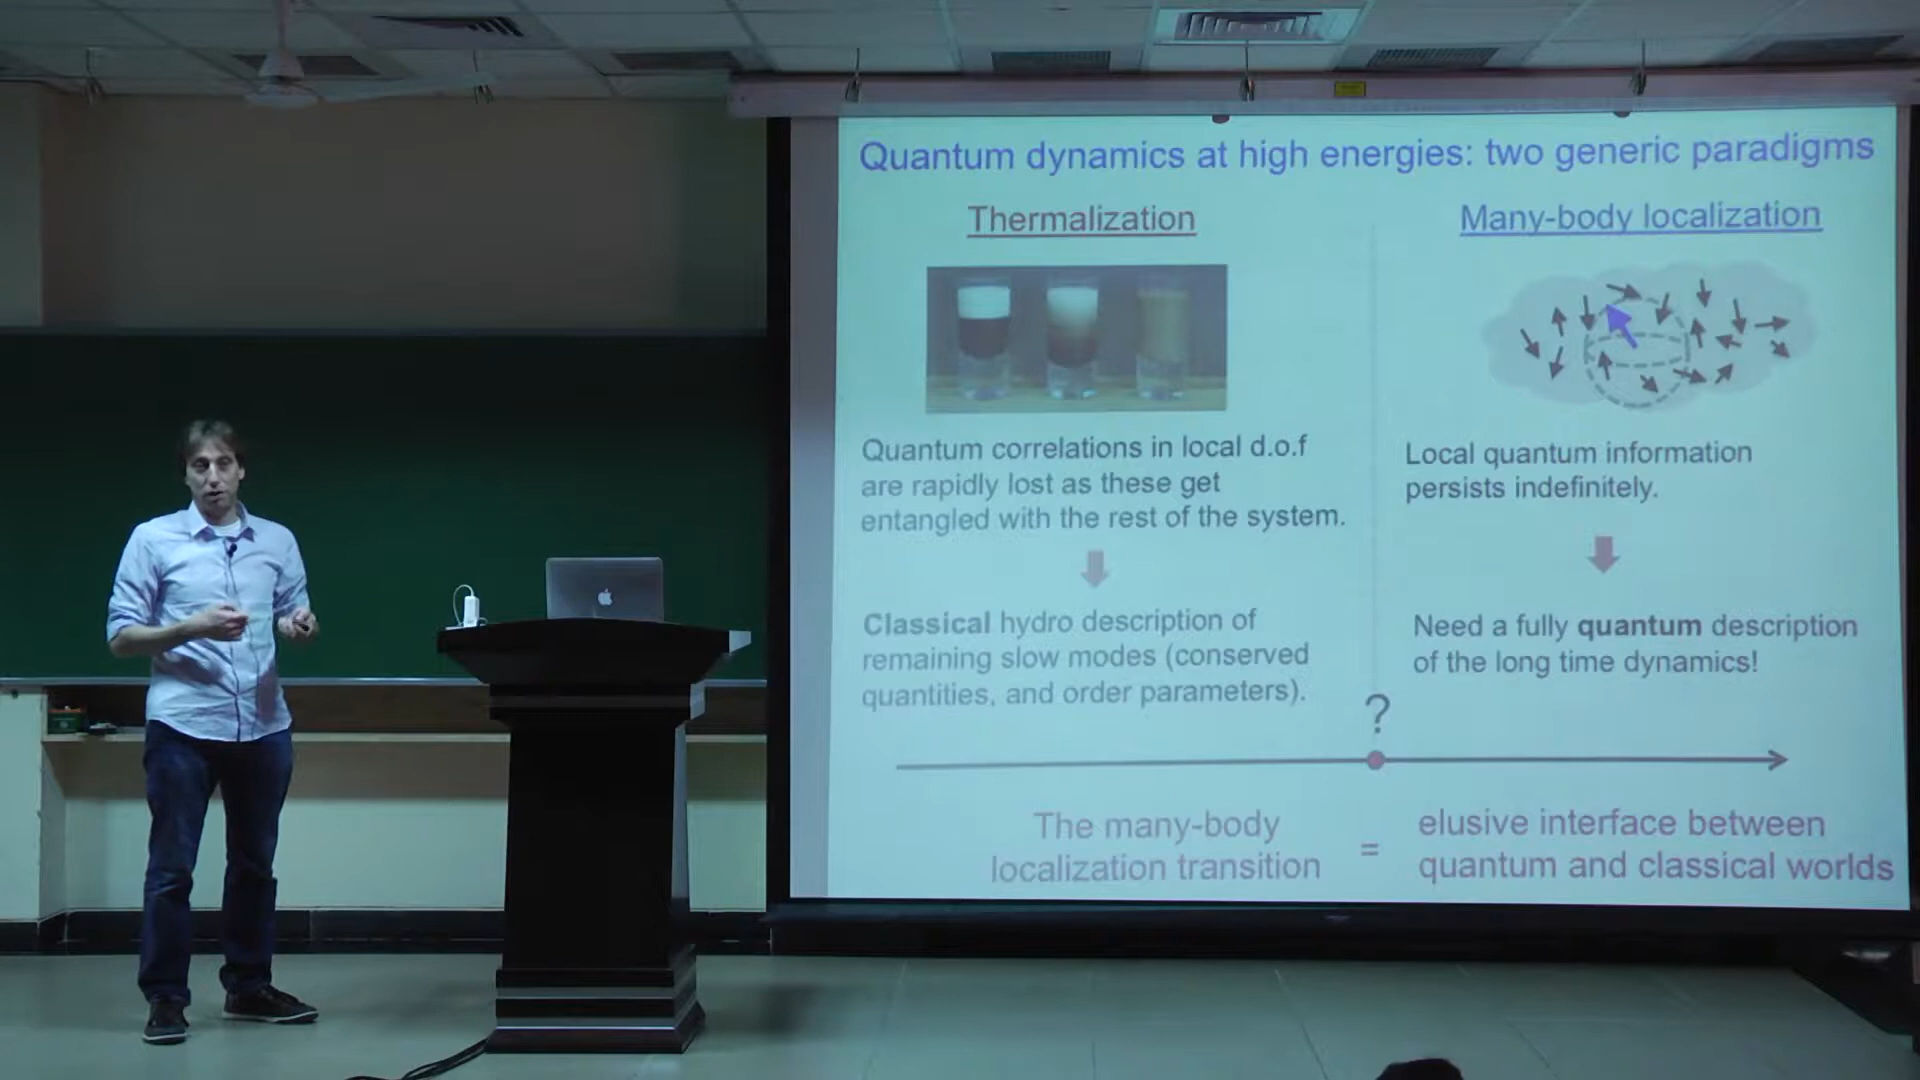 Quantum dynamics at high energies: two generic paradigms
Thermalization
Quantum correlations in local d.o.f
are rapidly lost as these get
entangled with the rest of the system.
Classical hydro description of
remaining slow modes (conserved
quantities, and order parameters).
Many-body localization
Local quantum information
persists indefinitely.
Need a fully quantum description
of the long time dynamics!
?
The many-body
localization transition
=
elusive interface between
quantum and classical worlds